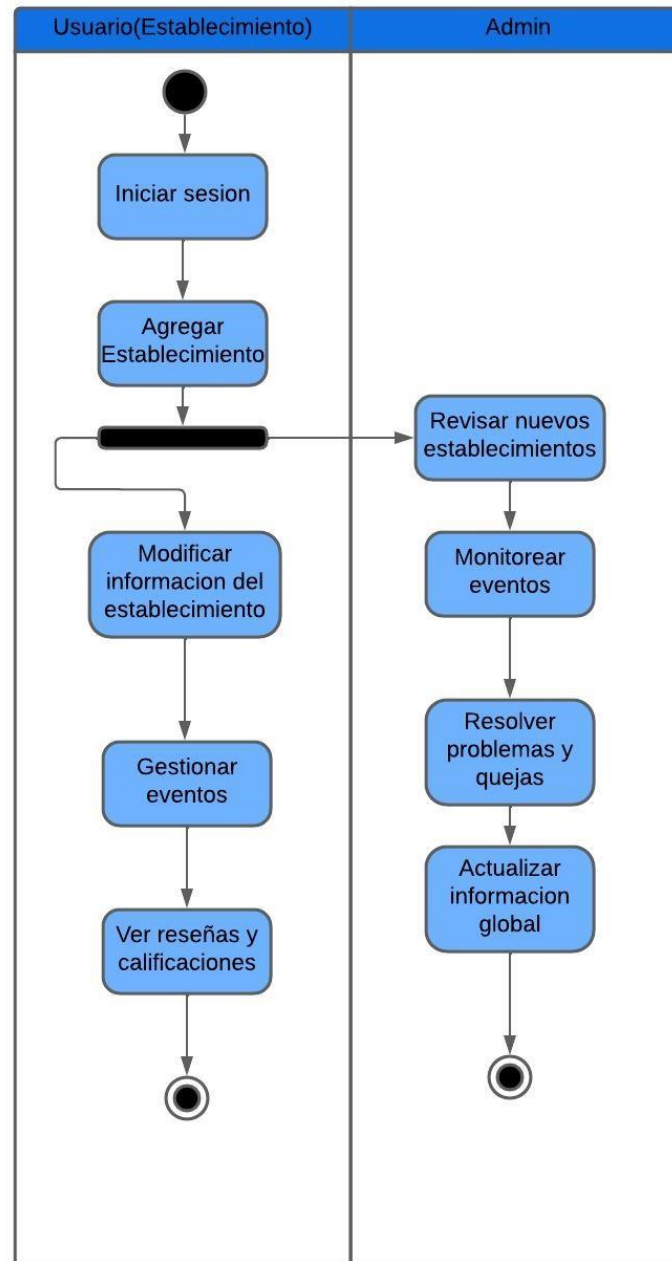 Usuario(Establecimiento)
Admin
Iniciar sesion
Agregar
Establecimiento
Revisar nuevos
establecimientos
Modificar
informacion del
establecimiento
Monitorear
eventos
Gestionar
eventos
Resolver
problemas y
quejas
Ver reseñas y
calificaciones
Actualizar
informacion
global